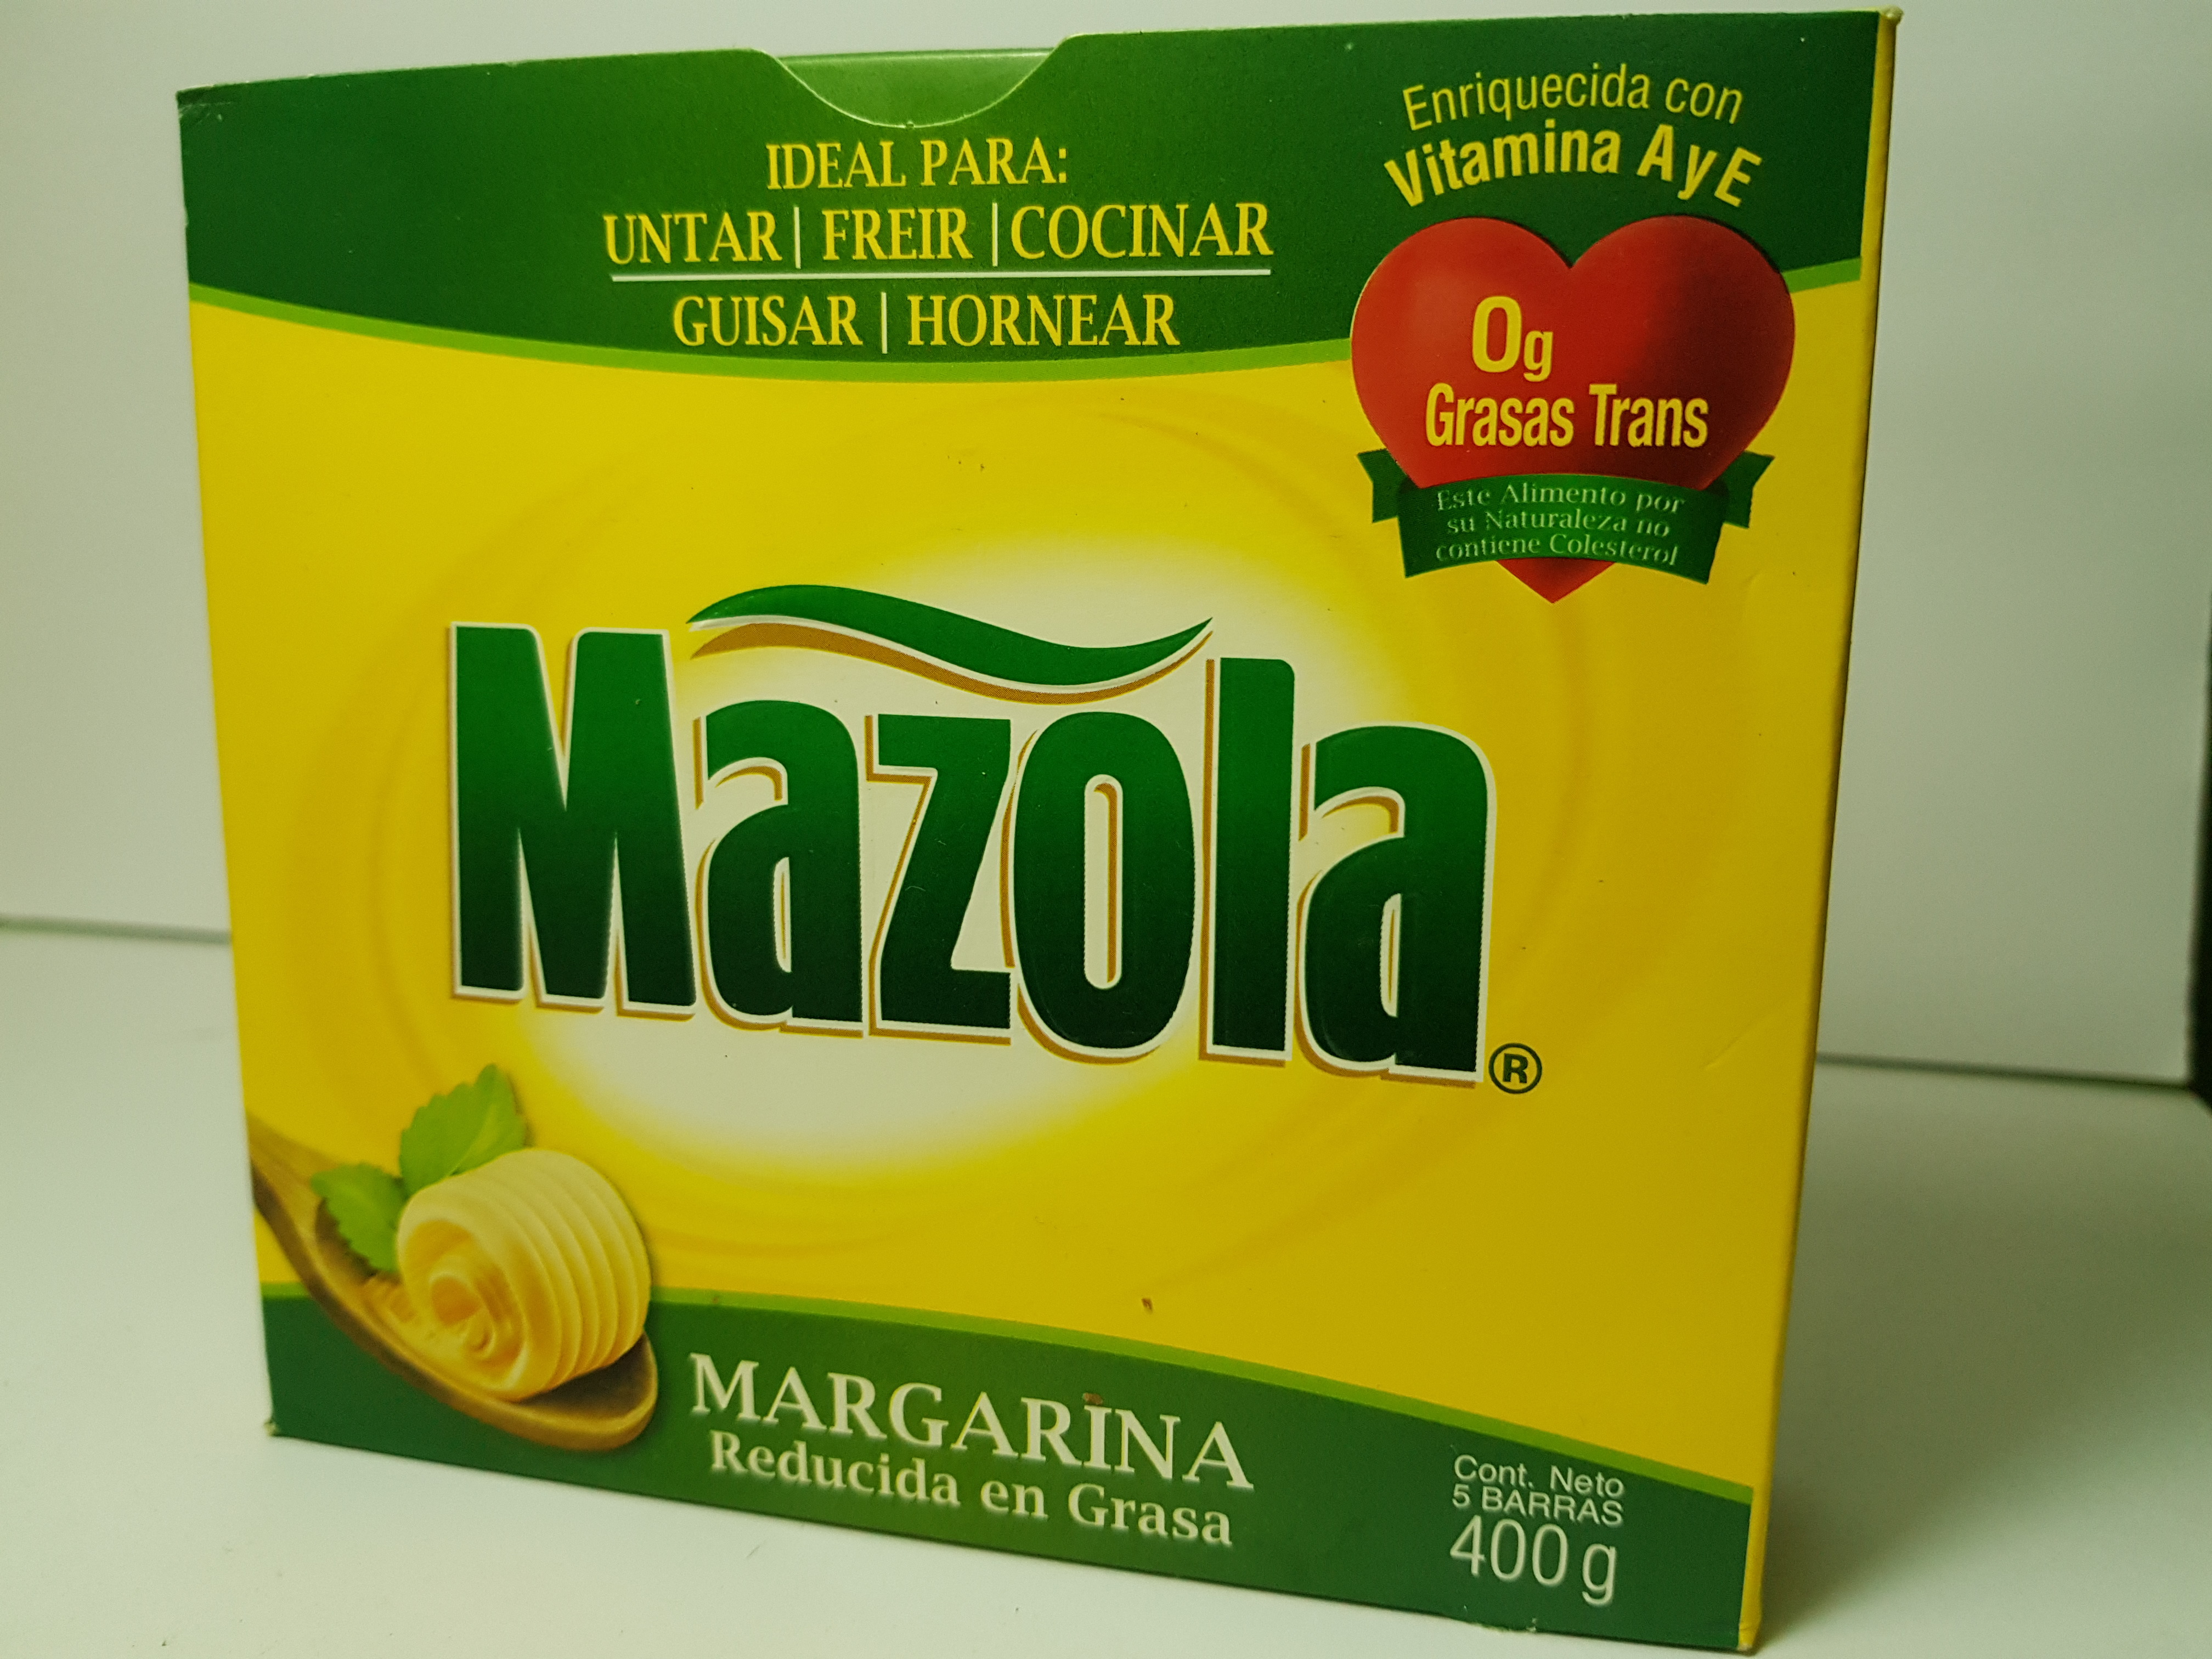 IDEAL PARA:
UNTAR | FREIR | COCINAR
GUISAR | HORNEAR
Enriquecida con
Vitamina A y E
0g
Grasas Trans
Este Alimento por
su Naturaleza no
contiene Colesterol
Mazola®
MARGARINA
Reducida en Grasa
Cont. Neto
5 BARRAS
400 g